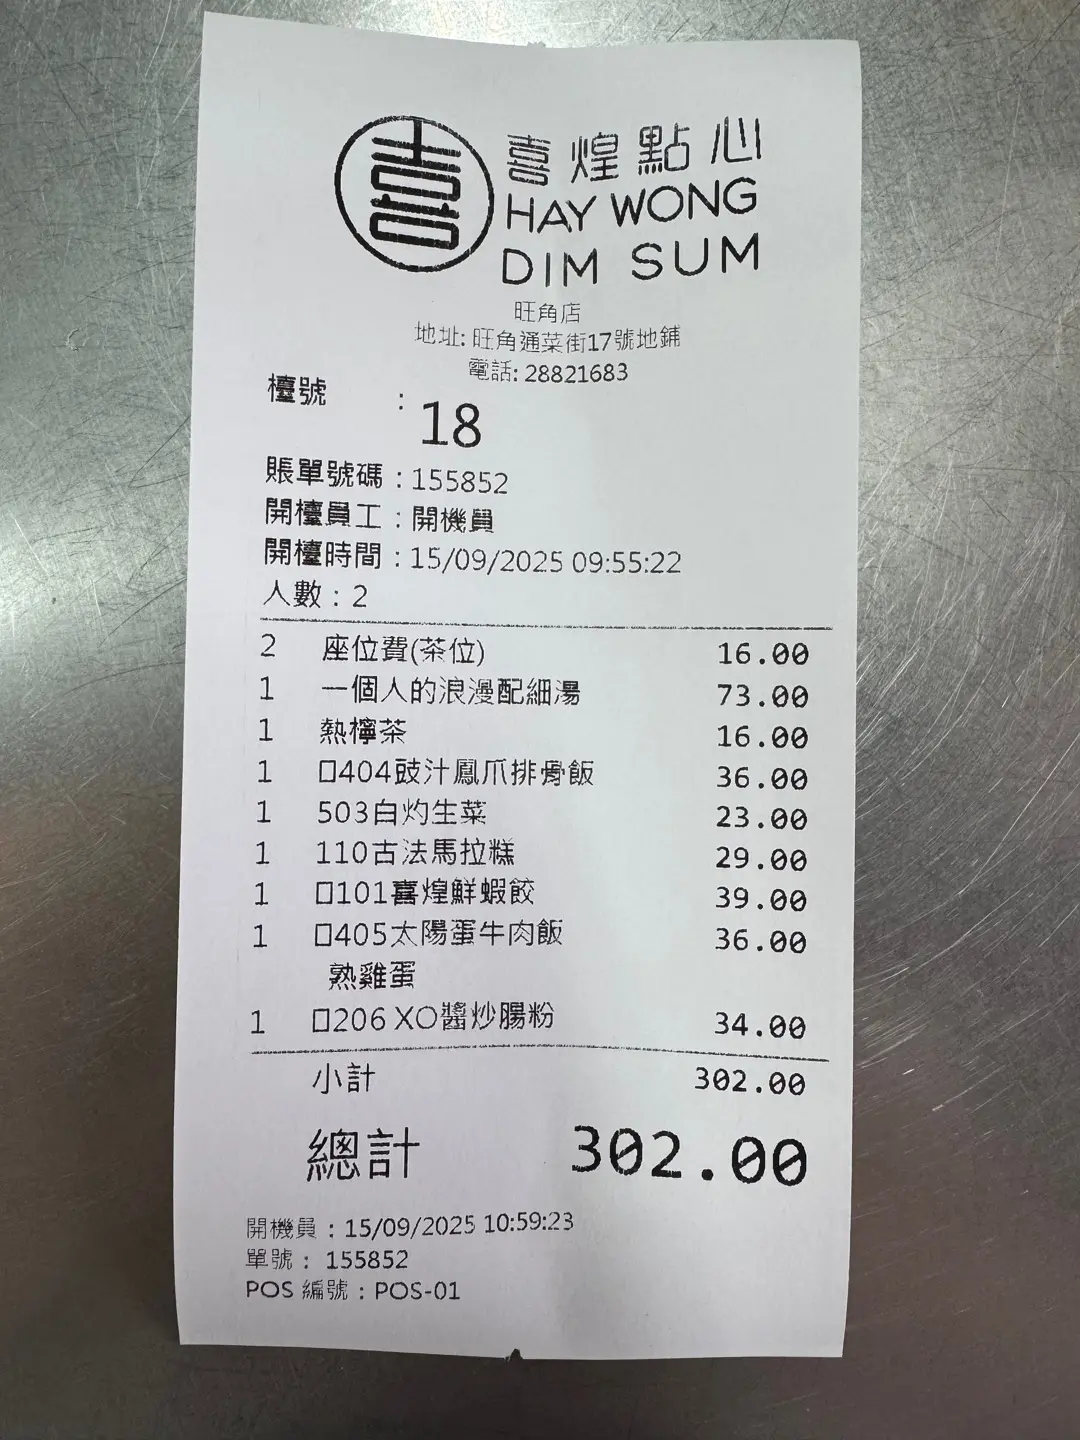 喜
喜煌點心
HAY WONG
DIM SUM
旺角店
地址: 旺角通菜街17號地鋪
電話: 28821683
檯號 : 18
賬單號碼 : 155852
開檯員工 : 開機員
開檯時間 : 15/09/2025 09:55:22
人數 : 2
2 座位費(茶位) 16.00
1 一個人的浪漫配細湯 73.00
1 熱檸茶 16.00
1 □404豉汁鳳爪排骨飯 36.00
1 503白灼生菜 23.00
1 110古法馬拉糕 29.00
1 □101喜煌鮮蝦餃 39.00
1 □405太陽蛋牛肉飯 36.00
熟雞蛋
1 □206 XO醬炒腸粉 34.00
小計 302.00
總計 302.00
開機員 : 15/09/2025 10:59:23
單號 : 155852
POS 編號 : POS-01